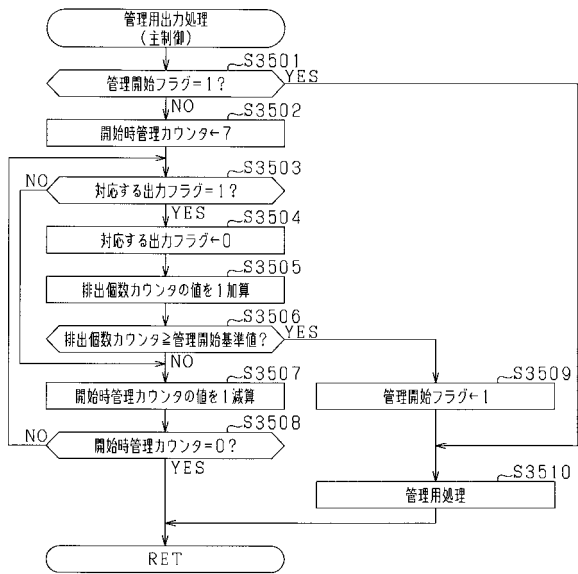 管理用出力処理
(主制御)
S3501
管理開始フラグ=1?
YES
NO
S3502
開始時管理カウンタ←7
S3503
NO
対応する出力フラグ=1?
YES
S3504
対応する出力フラグ←0
S3505
排出個数カウンタの値を1加算
S3506
排出個数カウンタ≧管理開始基準値?
YES
NO
S3507
開始時管理カウンタの値を1減算
S3509
管理開始フラグ←1
S3508
NO
開始時管理カウンタ=0?
YES
S3510
管理用処理
RET